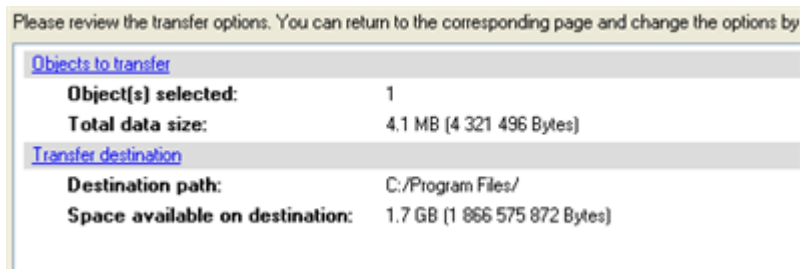 Please review the transfer options. You can return to the corresponding page and change the options by
Objects to transfer
Object(s) selected: 1
Total data size: 4.1 MB (4 321 496 Bytes)
Transfer destination
Destination path: C:/Program Files/
Space available on destination: 1.7 GB (1 866 575 872 Bytes)